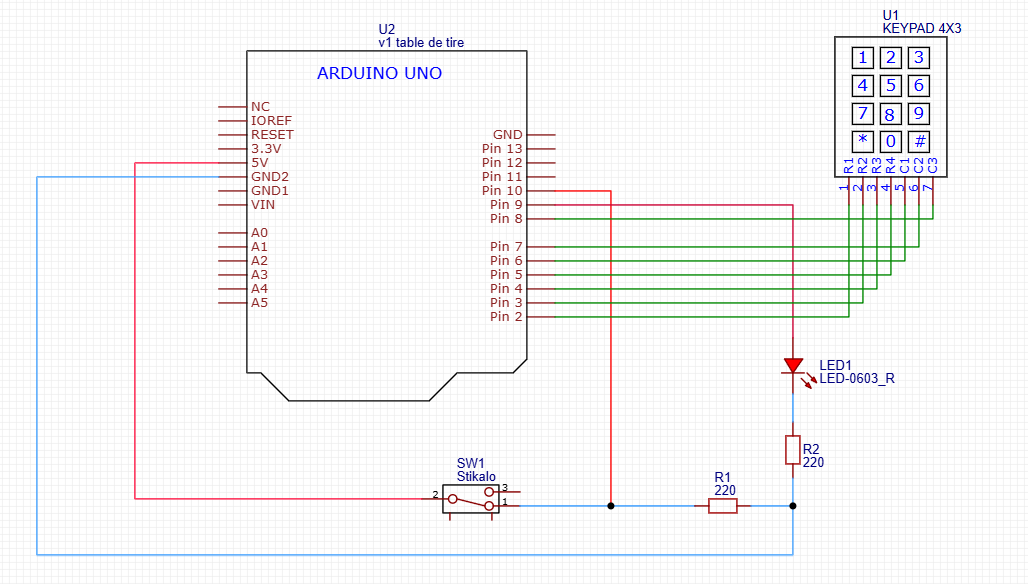 U2
v1 table de tire
ARDUINO UNO
NC
IOREF
RESET
3.3V
5V
GND2
GND1
VIN
A0
A1
A2
A3
A4
A5
GND
Pin 13
Pin 12
Pin 11
Pin 10
Pin 9
Pin 8
Pin 7
Pin 6
Pin 5
Pin 4
Pin 3
Pin 2
U1
KEYPAD 4X3
1 2 3
4 5 6
7 8 9
* 0 #
R1 R2 R3 R4 C1 C2 C3
1 2 3 4 5 6 7
LED1
LED-0603_R
R2
220
R1
220
SW1
Stikalo
2
3
1